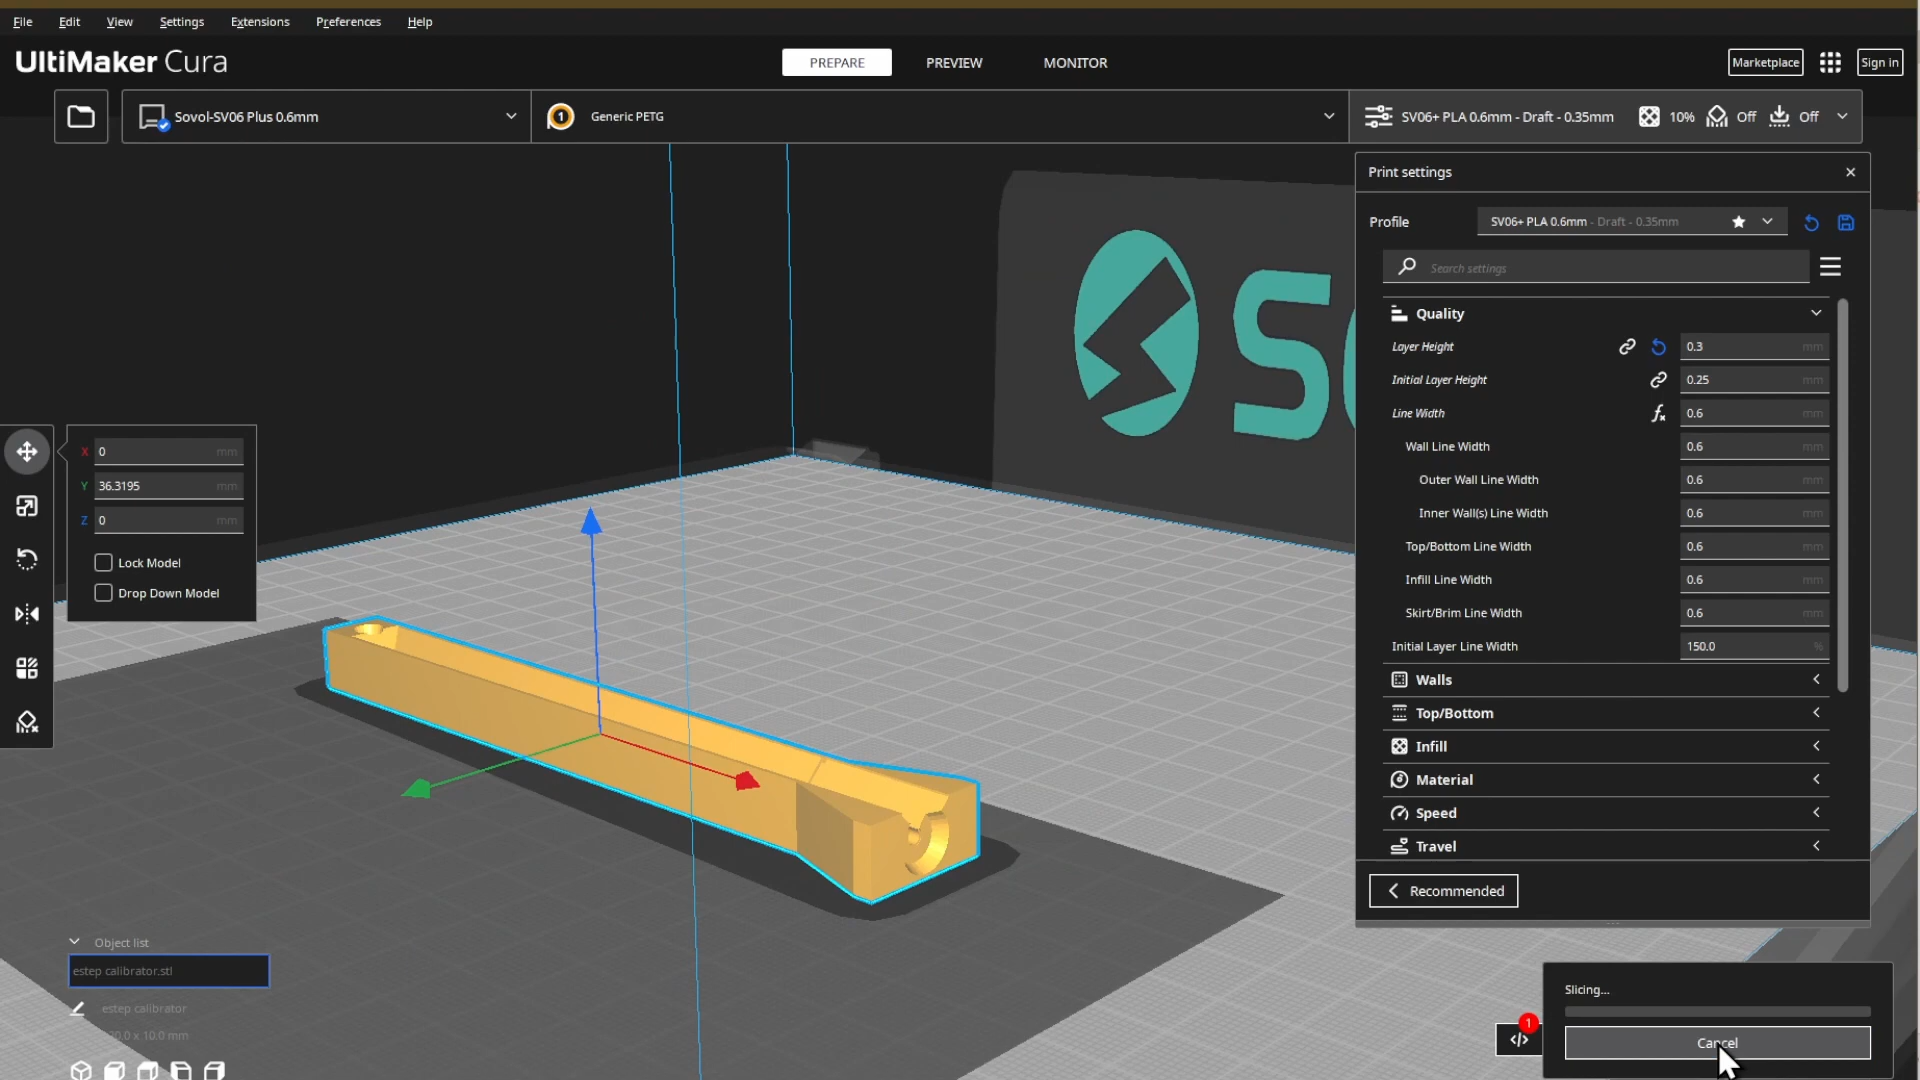 File Edit View Settings Extensions Preferences Help
UltiMaker Cura
PREPARE PREVIEW MONITOR
Marketplace Sign in
Sovol-SV06 Plus 0.6mm
1 Generic PETG
SV06+ PLA 0.6mm - Draft - 0.35mm 10% Off Off
Print settings
Profile SV06+ PLA 0.6mm - Draft - 0.35mm
Search settings
Quality
Layer Height 0.3 mm
Initial Layer Height 0.25 mm
Line Width 0.6 mm
Wall Line Width 0.6 mm
Outer Wall Line Width 0.6 mm
Inner Wall(s) Line Width 0.6 mm
Top/Bottom Line Width 0.6 mm
Infill Line Width 0.6 mm
Skirt/Brim Line Width 0.6 mm
Initial Layer Line Width 150.0 %
Walls
Top/Bottom
Infill
Material
Speed
Travel
Recommended
X 0 mm
Y 36.3195 mm
Z 0 mm
Lock Model
Drop Down Model
Object list
estep calibrator.stl
estep calibrator
x 10.0 mm
Slicing...
1
Cancel